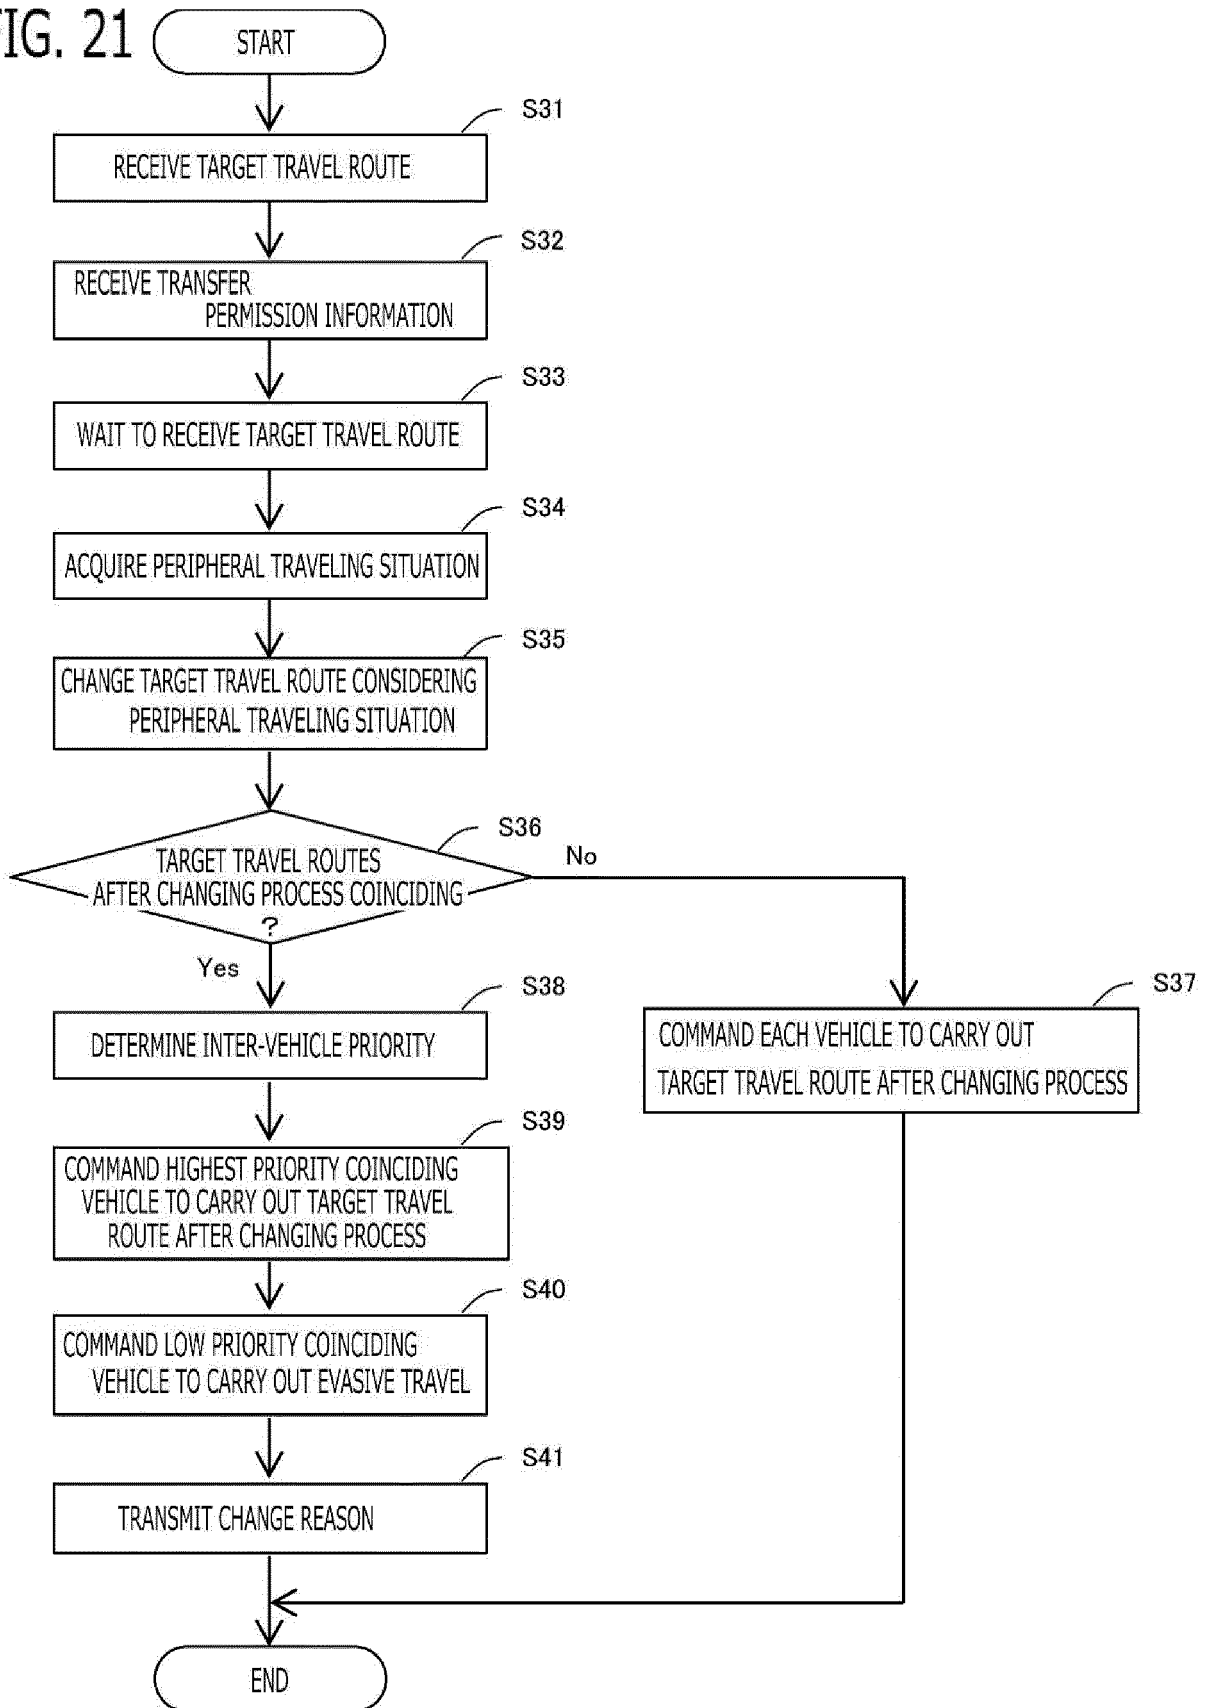 FIG. 21
START
S31
RECEIVE TARGET TRAVEL ROUTE
S32
RECEIVE TRANSFER
PERMISSION INFORMATION
S33
WAIT TO RECEIVE TARGET TRAVEL ROUTE
S34
ACQUIRE PERIPHERAL TRAVELING SITUATION
S35
CHANGE TARGET TRAVEL ROUTE CONSIDERING
PERIPHERAL TRAVELING SITUATION
S36
TARGET TRAVEL ROUTES
AFTER CHANGING PROCESS COINCIDING
?
No
Yes
S37
COMMAND EACH VEHICLE TO CARRY OUT
TARGET TRAVEL ROUTE AFTER CHANGING PROCESS
S38
DETERMINE INTER-VEHICLE PRIORITY
S39
COMMAND HIGHEST PRIORITY COINCIDING
VEHICLE TO CARRY OUT TARGET TRAVEL
ROUTE AFTER CHANGING PROCESS
S40
COMMAND LOW PRIORITY COINCIDING
VEHICLE TO CARRY OUT EVASIVE TRAVEL
S41
TRANSMIT CHANGE REASON
END